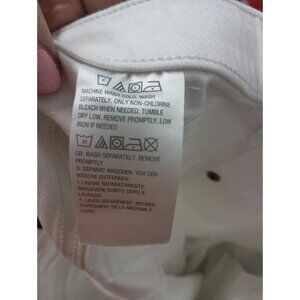 MACHINE WASH COLD. WASH
SEPARATELY. ONLY NON-CHLORINE
BLEACH WHEN NEEDED. TUMBLE
DRY LOW, REMOVE PROMPTLY. LOW
IRON IF NEEDED
GB: WASH SEPARATELY. REMOVE
PROMPTLY
D: SEPARAT WASCHEN. VOR DER
WÄSCHE ENTFERNEN
I: LAVARE SEPARATAMENTE.
RIMUOVERE SUBITO DOPO IL
LAVAGGIO
F: LAVER SÉPARÉMENT. RETIRER
RAPIDEMENT DE LA MACHINE À
LAVER